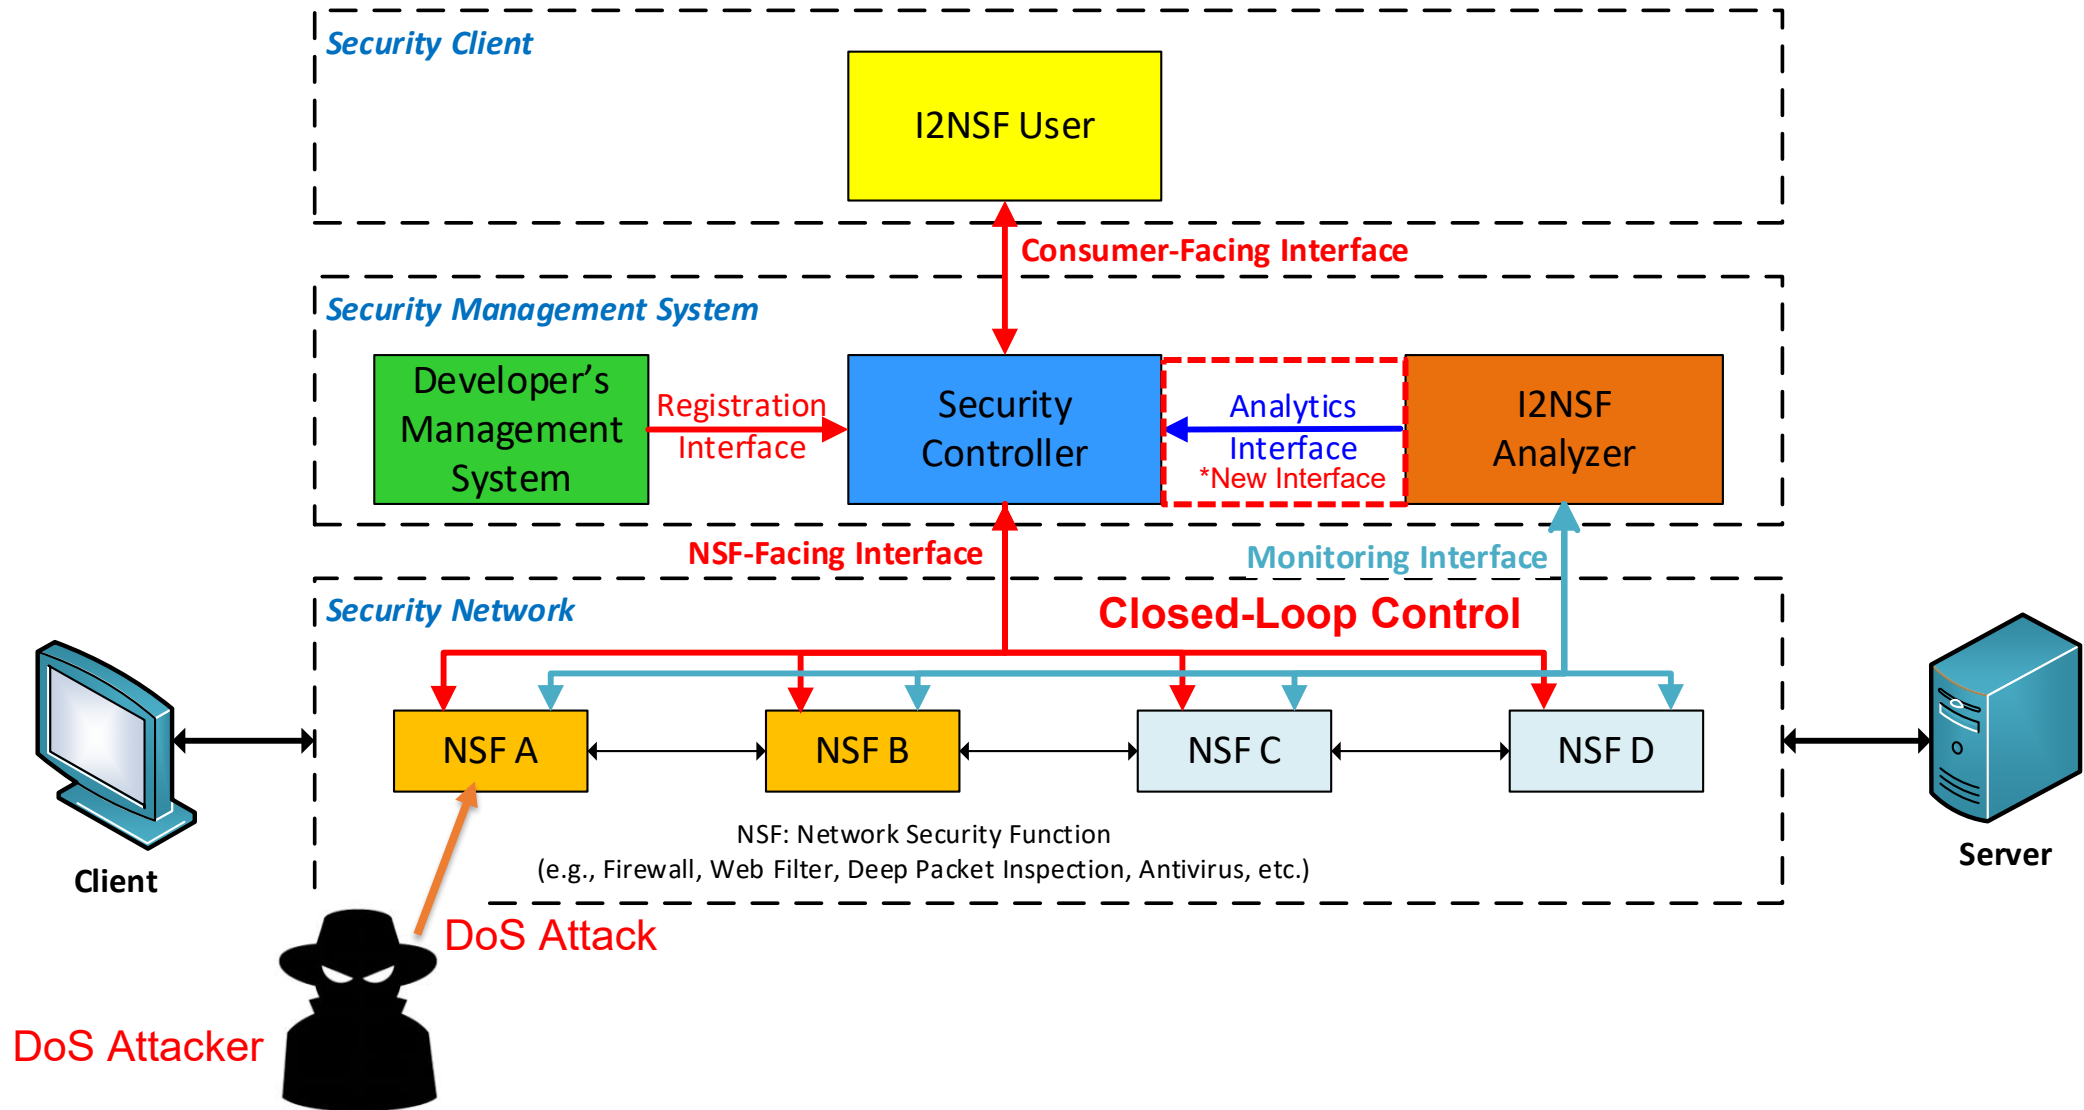 Security Client
I2NSF User
Consumer-Facing Interface
Security Management System
Developer's
Management
System
Registration
Interface
Security
Controller
Analytics
Interface
*New Interface
I2NSF
Analyzer
NSF-Facing Interface
Monitoring Interface
Security Network
Closed-Loop Control
NSF A
NSF B
NSF C
NSF D
NSF: Network Security Function
(e.g., Firewall, Web Filter, Deep Packet Inspection, Antivirus, etc.)
Client
Server
DoS Attack
DoS Attacker